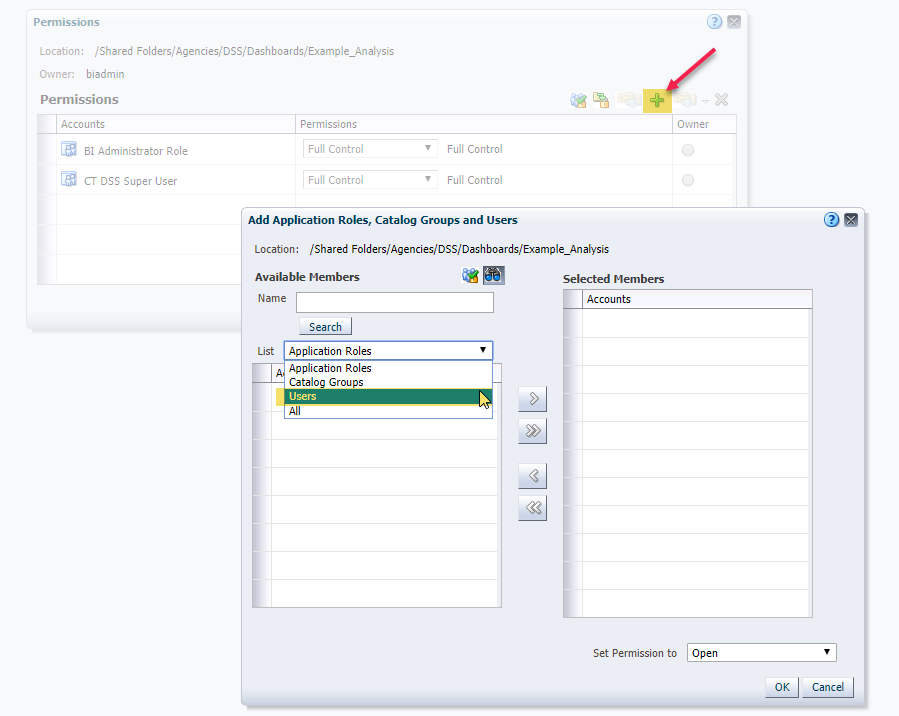 Permissions
Location: /Shared Folders/Agencies/DSS/Dashboards/Example_Analysis
Owner: biadmin
Permissions
Accounts Permissions Owner
BI Administrator Role Full Control Full Control
CT DSS Super User Full Control Full Control
Add Application Roles, Catalog Groups and Users
Location: /Shared Folders/Agencies/DSS/Dashboards/Example_Analysis
Available Members
Selected Members
Name
Accounts
Search
List Application Roles
Application Roles
Catalog Groups
Users
All
Set Permission to Open
OK Cancel